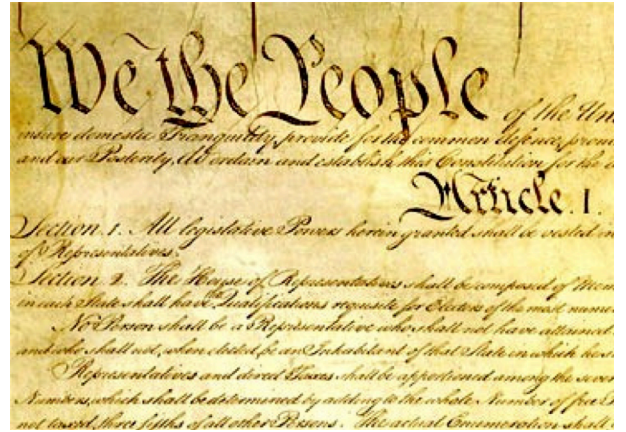 We the People of the Un
insure domestic Tranquility, provide for the common defence, promo
and our Posterity, do ordain and establish this Constitution for the U
Article. I.
Section. 1. All legislative Powers herein granted shall be vested in
of Representatives.
Section. 2. The House of Representatives shall be composed of Mem
in each State shall have the Qualifications requisite for Electors of the most nume
No Person shall be a Representative who shall not have attained
and who shall not, when elected, be an Inhabitant of that State in which he s
Representatives and direct Taxes shall be apportioned among the sever
Numbers, which shall be determined by adding to the whole Number of free P
not taxed, three fifths of all other Persons. The actual Enumeration shall